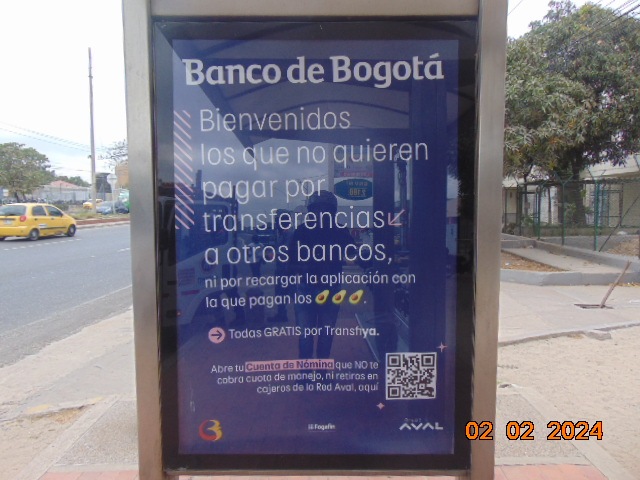 Banco de Bogotá
Bienvenidos
los que no quieren
pagar por
transferencias
a otros bancos,
ni por recargar la aplicación con
la que pagan los 🥑🥑🥑.
Todas GRATIS por Transfiya.
Abre tu Cuenta de Nómina que NO te
cobra cuota de manejo, ni retiros en
cajeros de la Red Aval, aquí
Fogafín
AVAL
02 02 2024